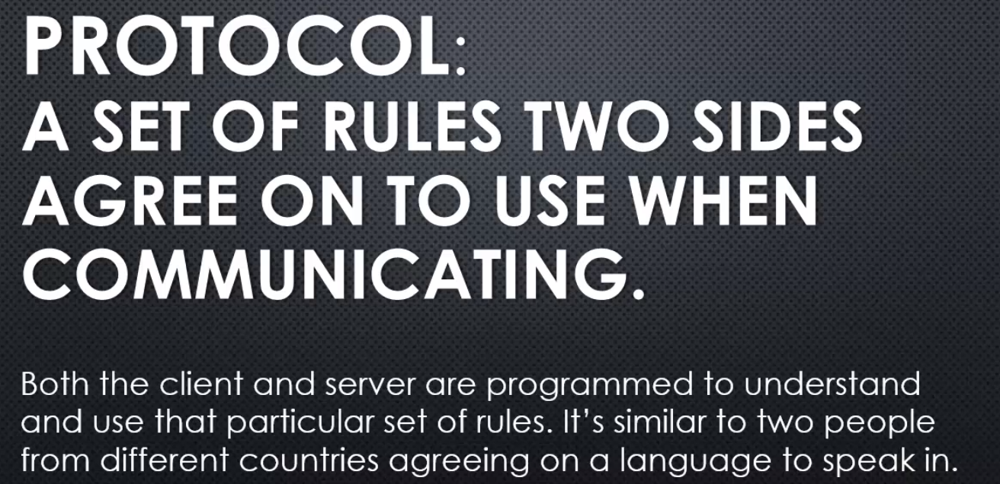 PROTOCOL:
A SET OF RULES TWO SIDES
AGREE ON TO USE WHEN
COMMUNICATING.
Both the client and server are programmed to understand
and use that particular set of rules. It’s similar to two people
from different countries agreeing on a language to speak in.